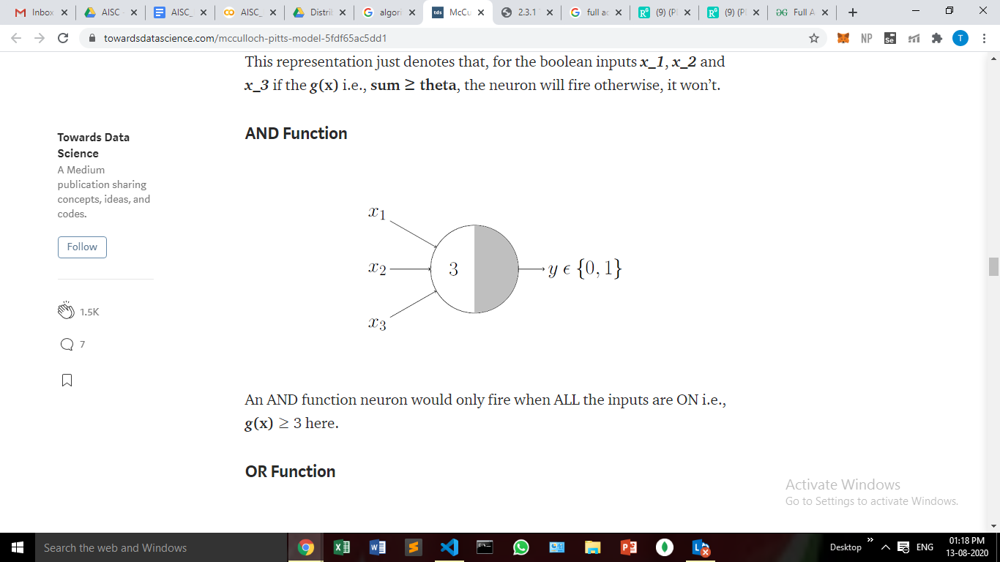 Inbox
AISC
AISC_
AISC_
Distri
algori
McCu
2.3.1
full ac
(9) (P
(9) (P
Full A
towardsdatascience.com/mcculloch-pitts-model-5fdf65ac5dd1
NP
Se
T
This representation just denotes that, for the boolean inputs x_1, x_2 and
x_3 if the g(x) i.e., sum ≥ theta, the neuron will fire otherwise, it won’t.
Towards Data
Science
A Medium
publication sharing
concepts, ideas, and
codes.
Follow
1.5K
7
AND Function
x1
x2
x3
3
y ϵ {0, 1}
An AND function neuron would only fire when ALL the inputs are ON i.e.,
g(x) ≥ 3 here.
OR Function
Activate Windows
Go to Settings to activate Windows.
Search the web and Windows
Desktop
ENG
01:18 PM
13-08-2020